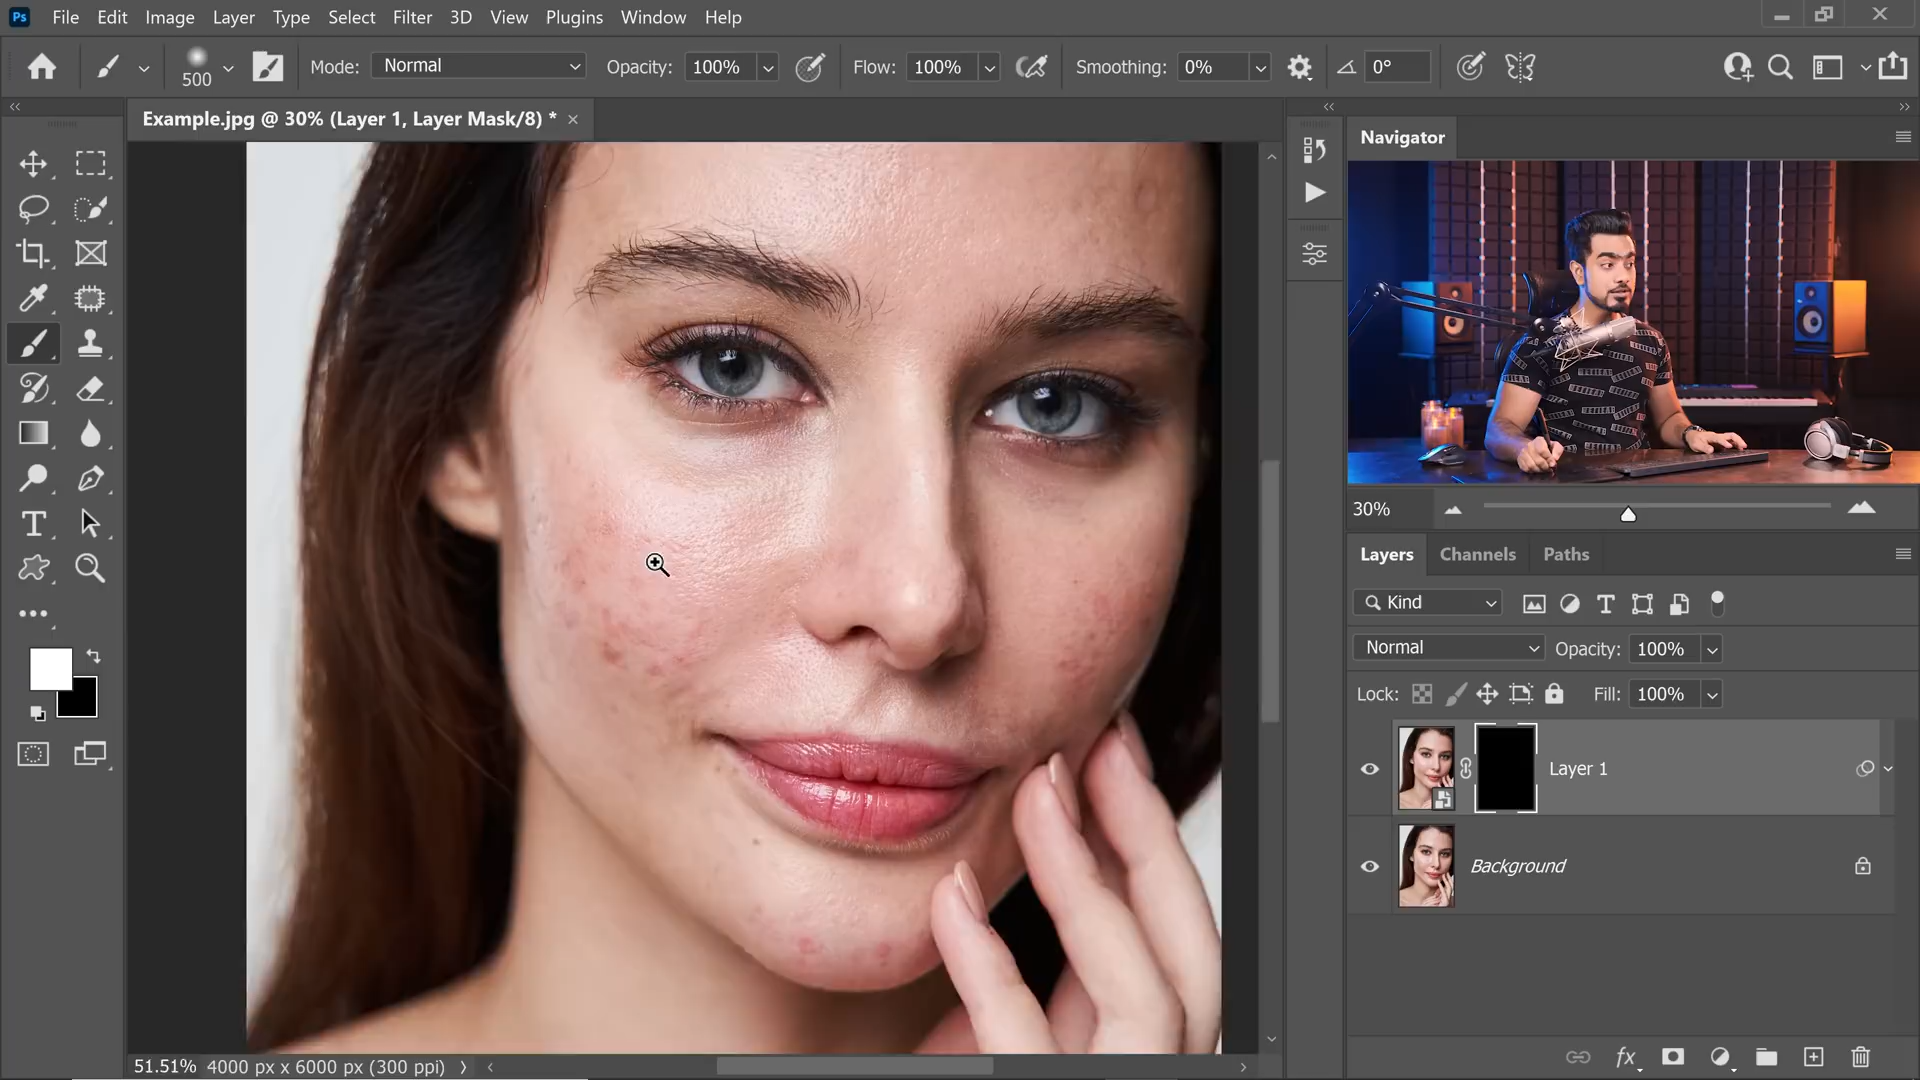 Ps File Edit Image Layer Type Select Filter 3D View Plugins Window Help
500 Mode: Normal Opacity: 100% Flow: 100% Smoothing: 0% 0°
Example.jpg @ 30% (Layer 1, Layer Mask/8) *
Navigator
30%
Layers Channels Paths
Kind
Normal Opacity: 100%
Lock: Fill: 100%
Layer 1
Background
51.51% 4000 px x 6000 px (300 ppi)
fx